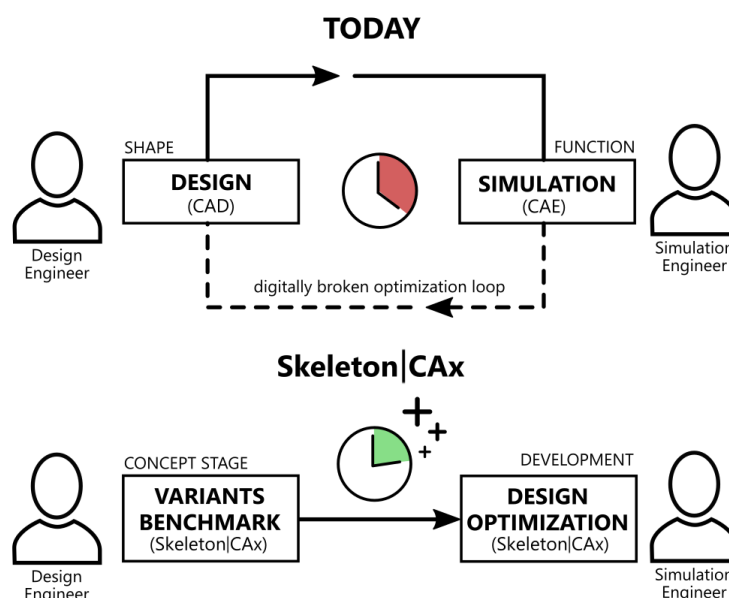 TODAY
SHAPE
DESIGN
(CAD)
FUNCTION
SIMULATION
(CAE)
Design
Engineer
Simulation
Engineer
digitally broken optimization loop
Skeleton|CAx
CONCEPT STAGE
VARIANTS
BENCHMARK
(Skeleton|CAx)
DEVELOPMENT
DESIGN
OPTIMIZATION
(Skeleton|CAx)
Design
Engineer
Simulation
Engineer